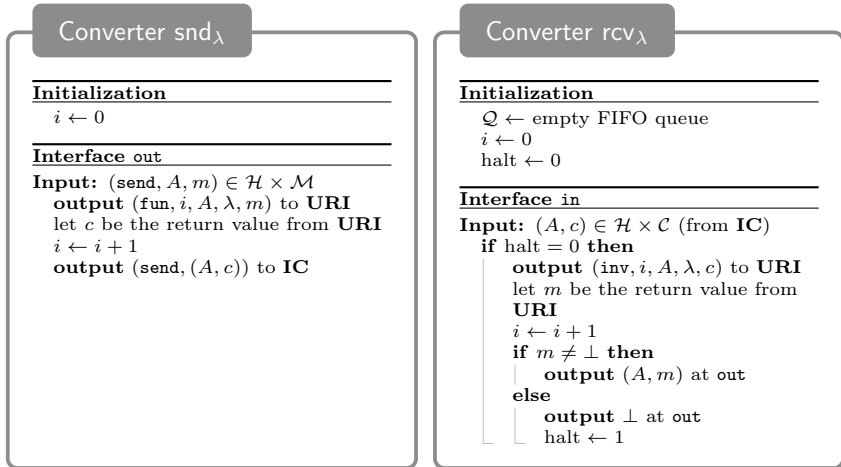 Converter snd_λ
Initialization
i ← 0
Interface out
Input: (send, A, m) ∈ ℋ × ℳ
output (fun, i, A, λ, m) to URI
let c be the return value from URI
i ← i + 1
output (send, (A, c)) to IC
Converter rcv_λ
Initialization
𝒬 ← empty FIFO queue
i ← 0
halt ← 0
Interface in
Input: (A, c) ∈ ℋ × 𝒞 (from IC)
if halt = 0 then
output (inv, i, A, λ, c) to URI
let m be the return value from
URI
i ← i + 1
if m ≠ ⊥ then
output (A, m) at out
else
output ⊥ at out
halt ← 1